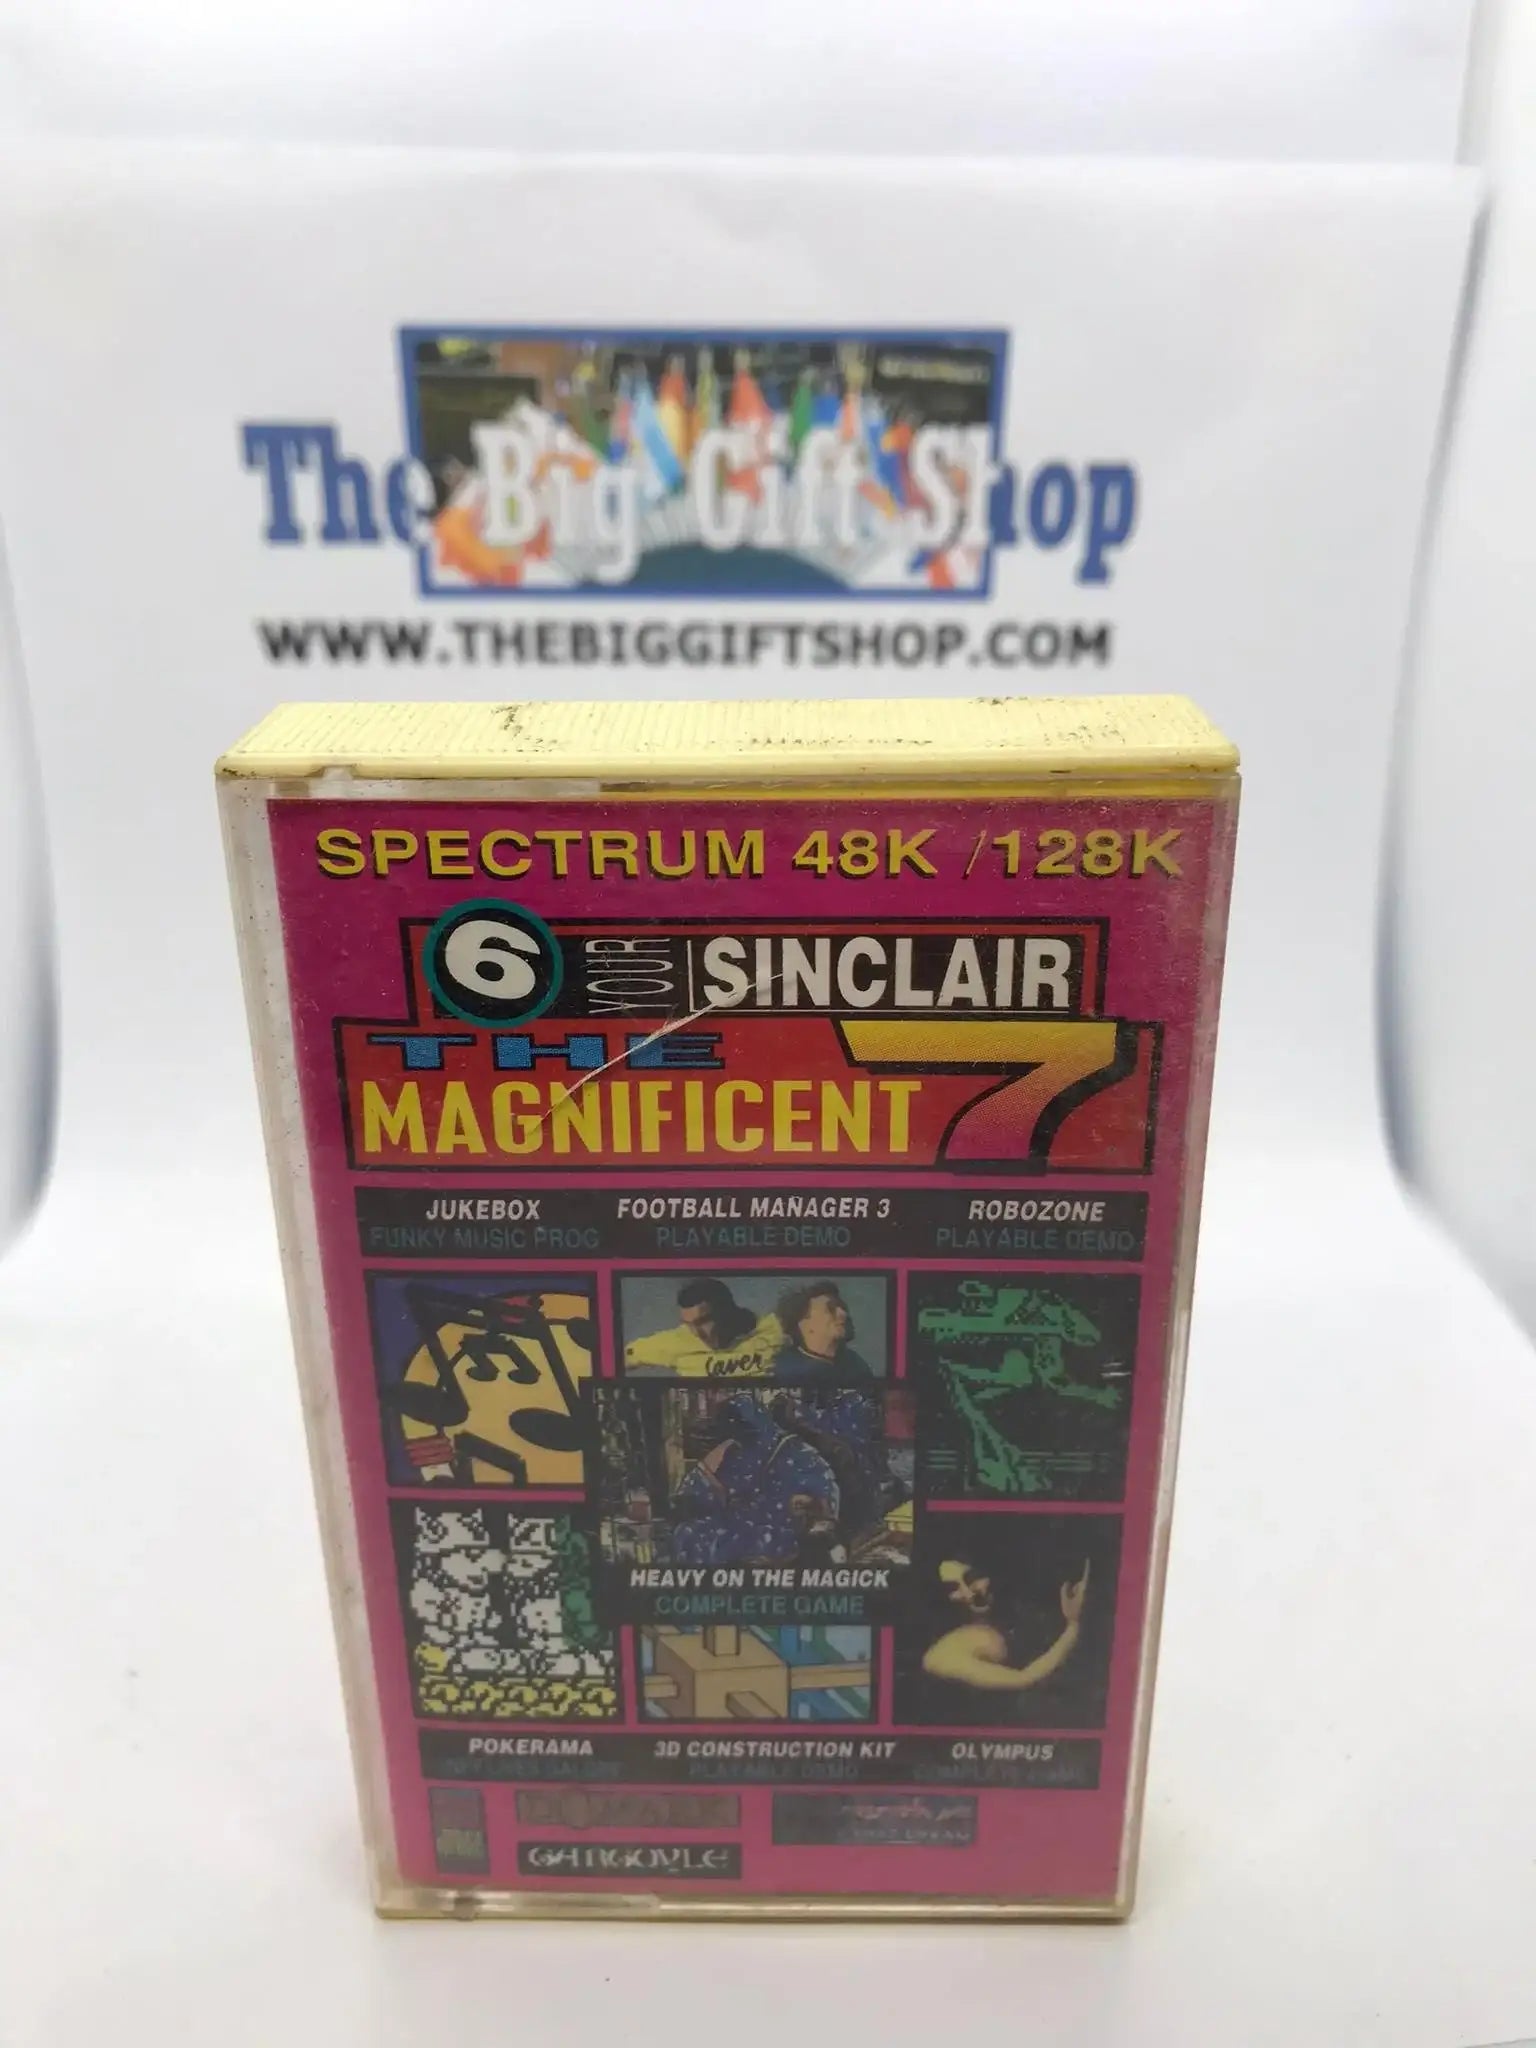 The Big Gift Shop
WWW.THEBIGGIFTSHOP.COM
SPECTRUM 48K / 128K
6 YOUR SINCLAIR
THE
MAGNIFICENT 7
JUKEBOX FOOTBALL MANAGER 3 ROBOZONE
FUNKY MUSIC PROG PLAYABLE DEMO PLAYABLE DEMO
HEAVY ON THE MAGICK
COMPLETE GAME
POKERAMA 3D CONSTRUCTION KIT OLYMPUS
PLAYABLE DEMO COMPLETE GAME
GARGOYLE